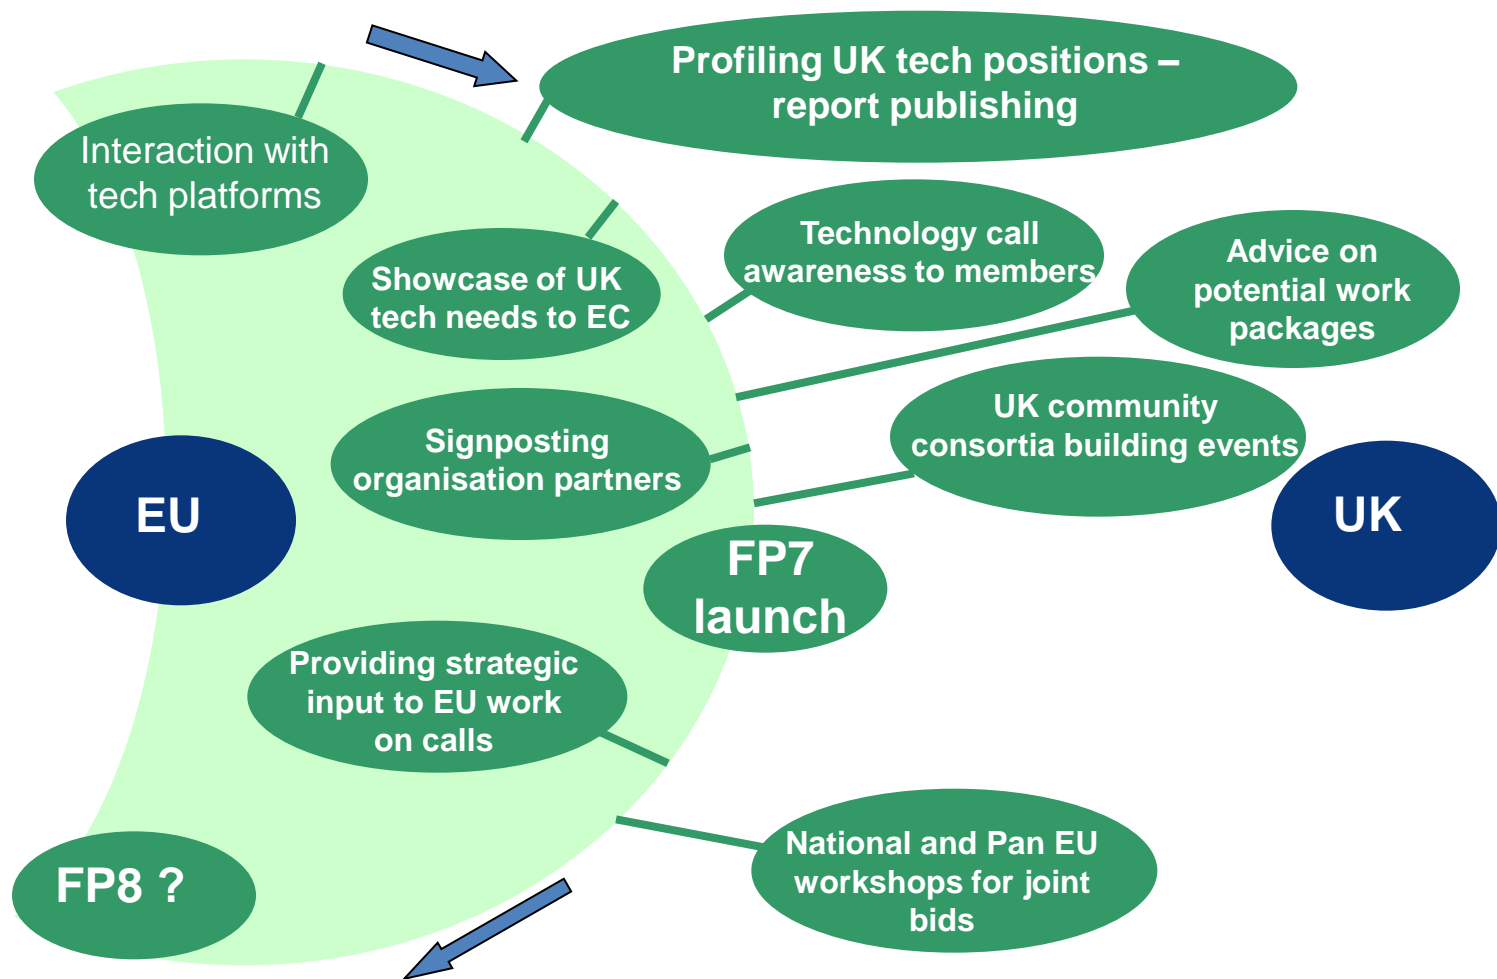 Profiling UK tech positions –
report publishing
Interaction with
tech platforms
Technology call
awareness to members
Advice on
potential work
packages
Showcase of UK
tech needs to EC
UK community
consortia building events
Signposting
organisation partners
EU
UK
FP7
launch
Providing strategic
input to EU work
on calls
National and Pan EU
workshops for joint
bids
FP8 ?